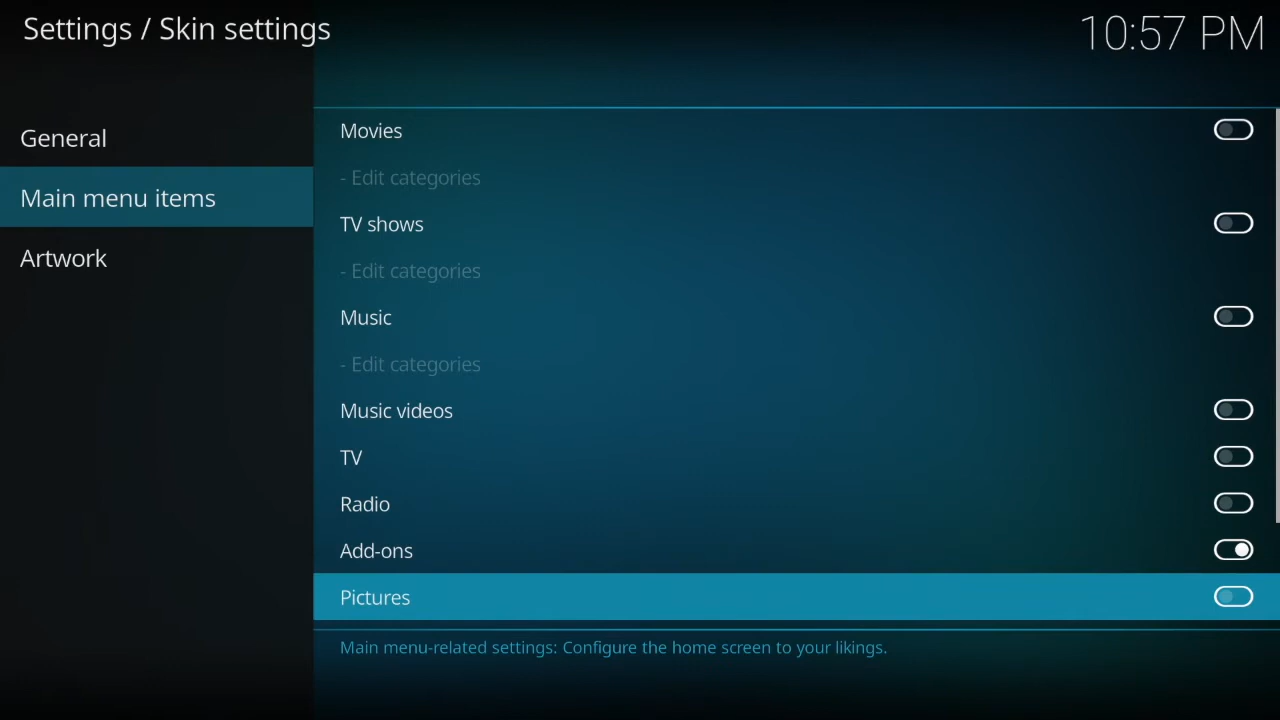 Settings / Skin settings
10:57 PM
General
Main menu items
Artwork
Movies
- Edit categories
TV shows
- Edit categories
Music
- Edit categories
Music videos
TV
Radio
Add-ons
Pictures
Main menu-related settings: Configure the home screen to your likings.